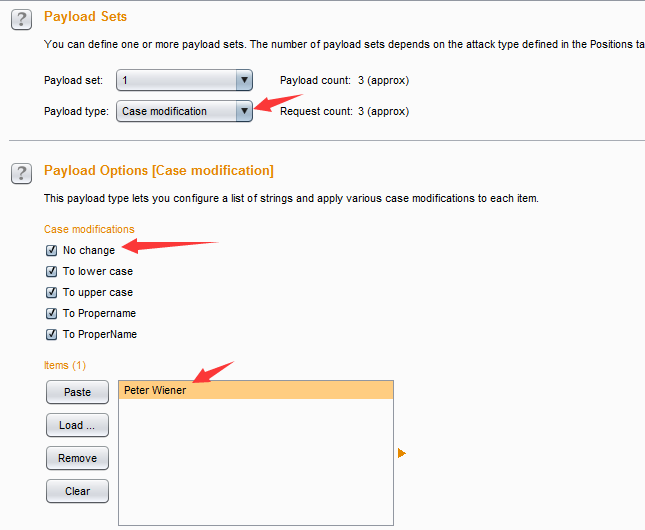 ?
Payload Sets
You can define one or more payload sets. The number of payload sets depends on the attack type defined in the Positions ta
Payload set: 1 Payload count: 3 (approx)
Payload type: Case modification Request count: 3 (approx)
?
Payload Options [Case modification]
This payload type lets you configure a list of strings and apply various case modifications to each item.
Case modifications
No change
To lower case
To upper case
To Propername
To ProperName
Items (1)
Paste
Peter Wiener
Load ...
Remove
Clear